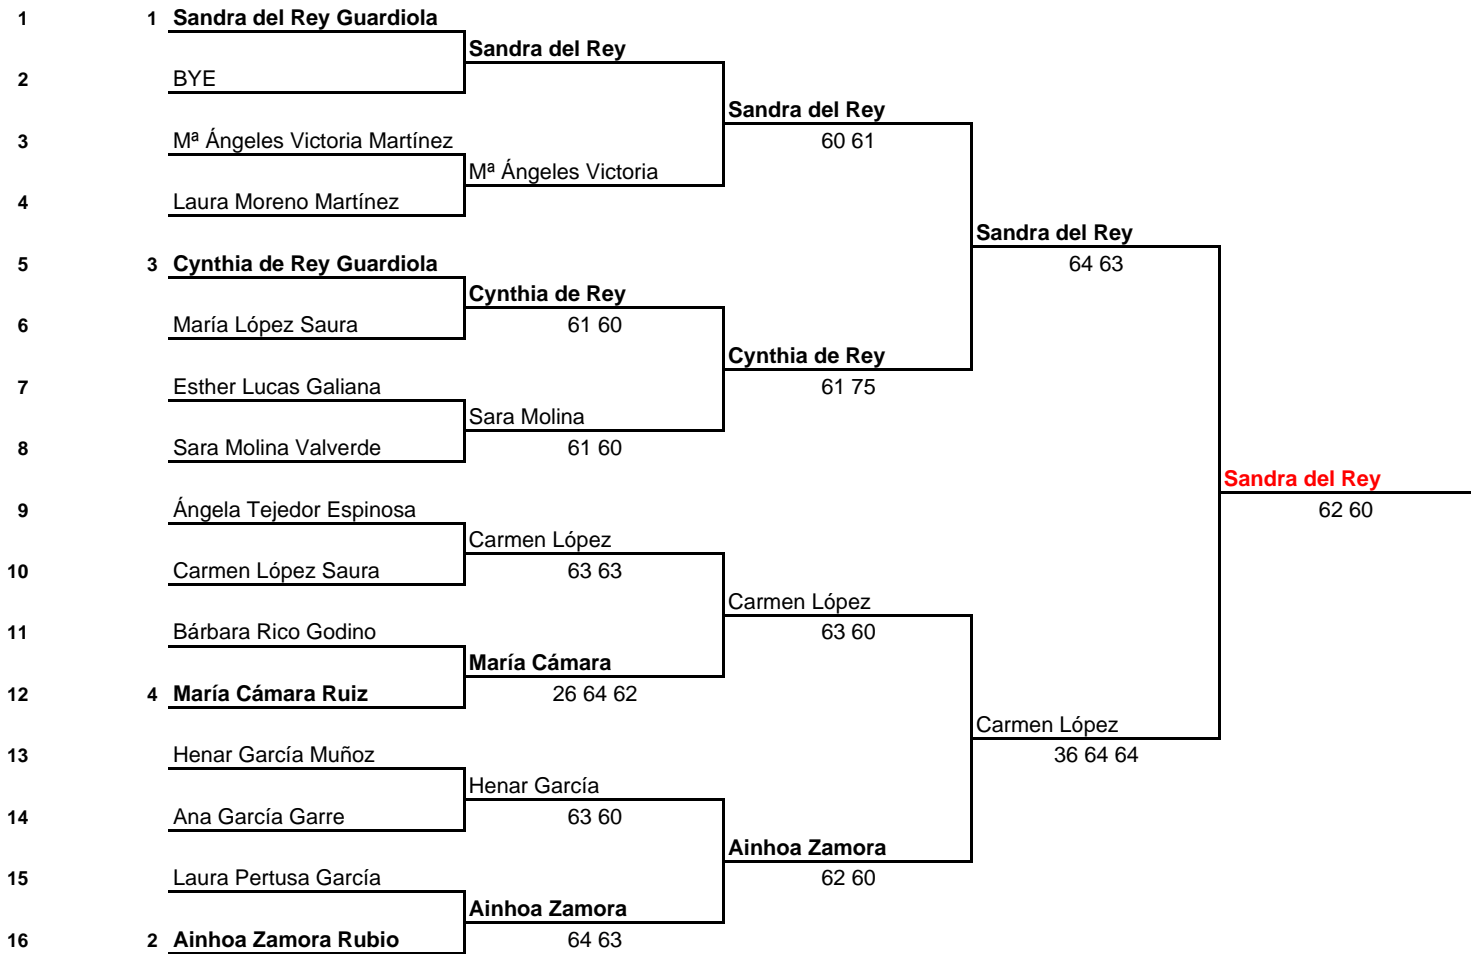 1 1 Sandra del Rey Guardiola
Sandra del Rey
2 BYE
Sandra del Rey
3 Mª Ángeles Victoria Martínez 60 61
Mª Ángeles Victoria
4 Laura Moreno Martínez
Sandra del Rey
5 3 Cynthia de Rey Guardiola 64 63
Cynthia de Rey
6 María López Saura 61 60
Cynthia de Rey
7 Esther Lucas Galiana 61 75
Sara Molina
8 Sara Molina Valverde 61 60
Sandra del Rey
9 Ángela Tejedor Espinosa 62 60
Carmen López
10 Carmen López Saura 63 63
Carmen López
11 Bárbara Rico Godino 63 60
María Cámara
12 4 María Cámara Ruiz 26 64 62
Carmen López
13 Henar García Muñoz 36 64 64
Henar García
14 Ana García Garre 63 60
Ainhoa Zamora
15 Laura Pertusa García 62 60
Ainhoa Zamora
16 2 Ainhoa Zamora Rubio 64 63